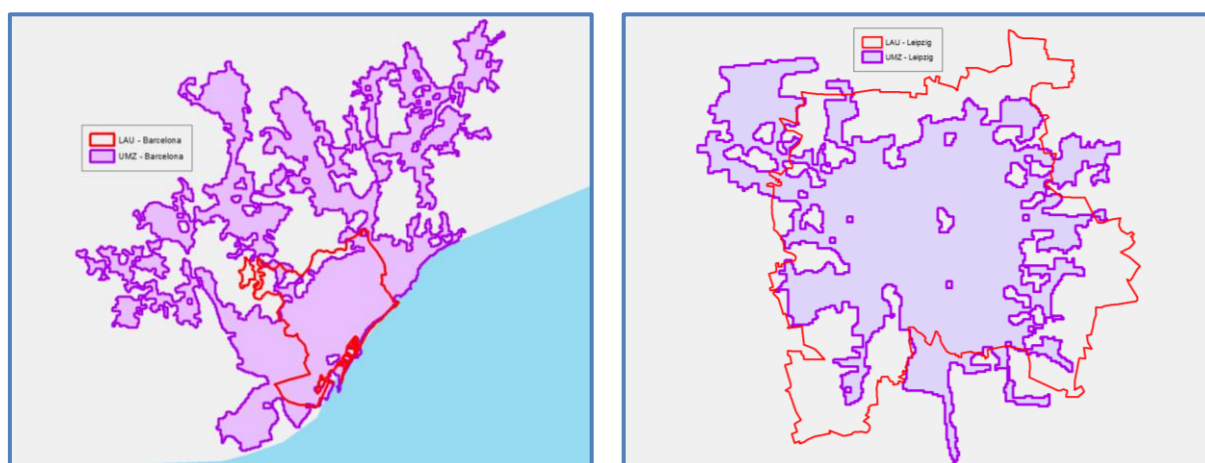 LAU - Barcelona
UMZ - Barcelona
LAU - Leipzig
UMZ - Leipzig